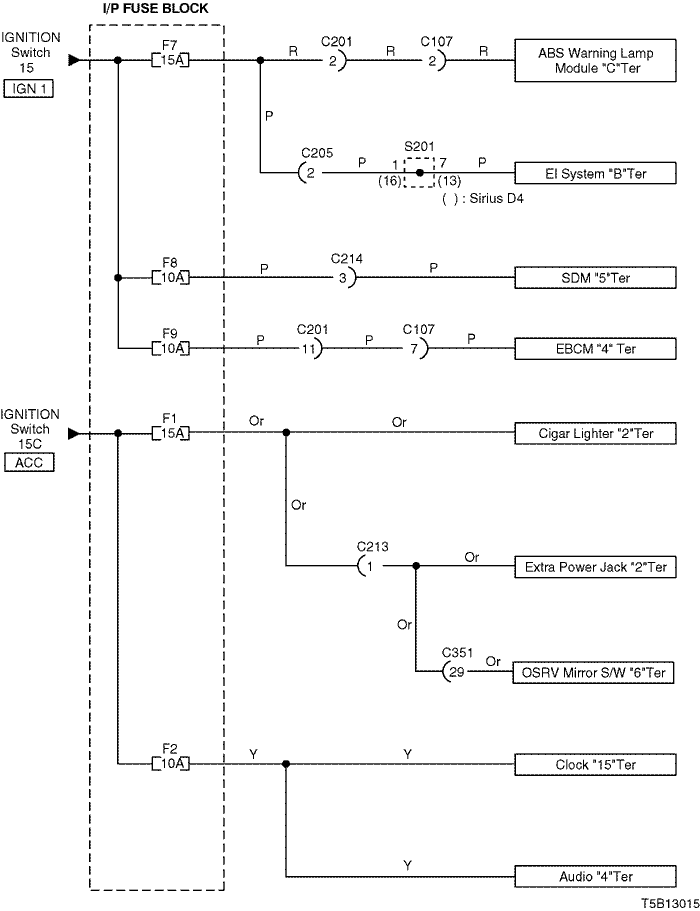 I/P FUSE BLOCK
IGNITION
Switch
15
IGN 1
F7
15A
R
C201
2
R
C107
2
R
ABS Warning Lamp
Module "C"Ter
P
C205
2
P
1
S201
7
P
(16)
(13)
EI System "B"Ter
( ) : Sirius D4
F8
10A
P
C214
3
P
SDM "5"Ter
F9
10A
P
C201
11
P
C107
7
P
EBCM "4" Ter
IGNITION
Switch
15C
ACC
F1
15A
Or
Or
Cigar Lighter "2"Ter
Or
C213
1
Or
Extra Power Jack "2"Ter
Or
C351
29
Or
OSRV Mirror S/W "6"Ter
F2
10A
Y
Y
Clock "15"Ter
Y
Audio "4"Ter
T5B13015